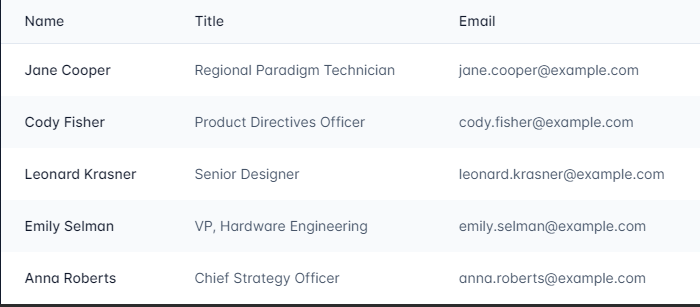 Name Title Email
Jane Cooper Regional Paradigm Technician jane.cooper@example.com
Cody Fisher Product Directives Officer cody.fisher@example.com
Leonard Krasner Senior Designer leonard.krasner@example.com
Emily Selman VP, Hardware Engineering emily.selman@example.com
Anna Roberts Chief Strategy Officer anna.roberts@example.com